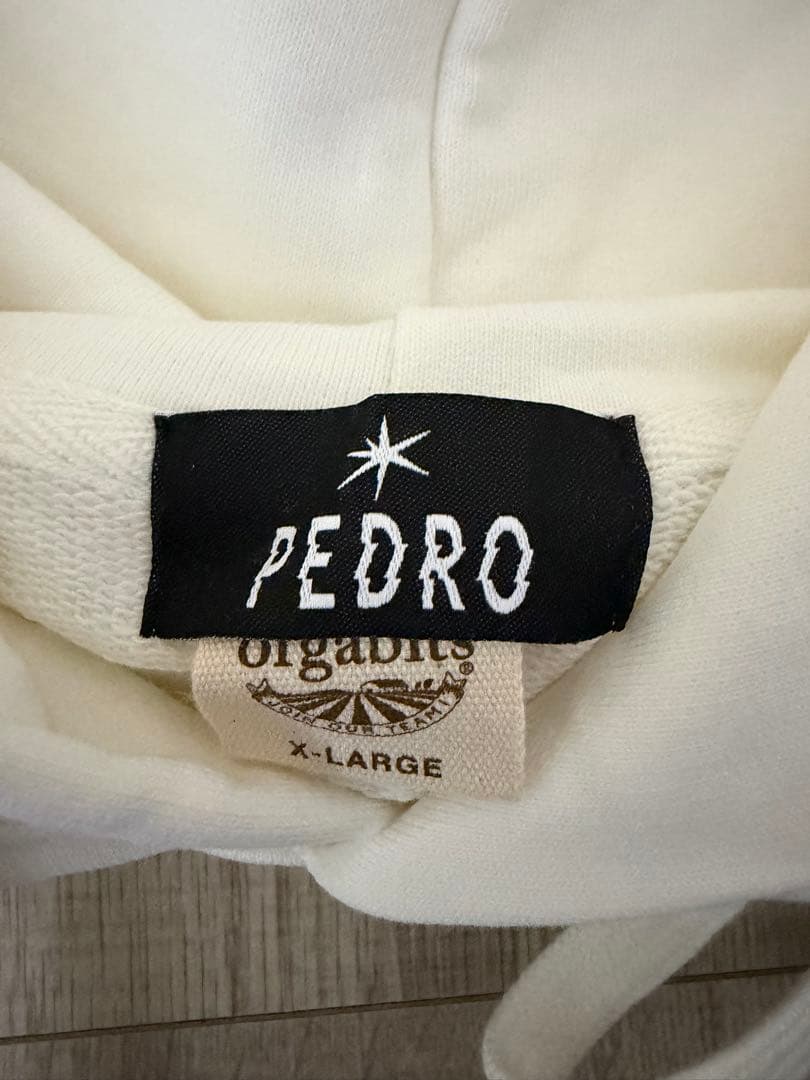 PEDRO
orgabits
®
JOIN OUR TEAM!
X-LARGE